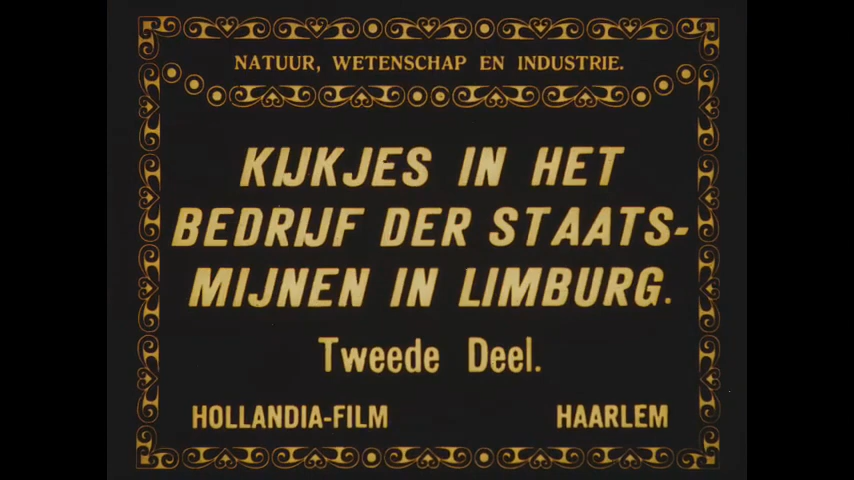 NATUUR, WETENSCHAP EN INDUSTRIE.
KIJKJES IN HET
BEDRIJF DER STAATS-
MIJNEN IN LIMBURG.
Tweede Deel.
HOLLANDIA-FILM HAARLEM